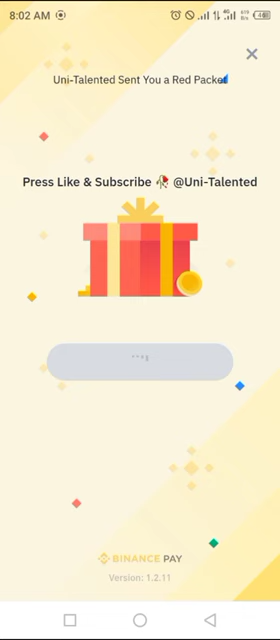 8:02 AM
Uni-Talented Sent You a Red Packet
Press Like & Subscribe 🥀 @Uni-Talented
BINANCE PAY
Version: 1.2.11